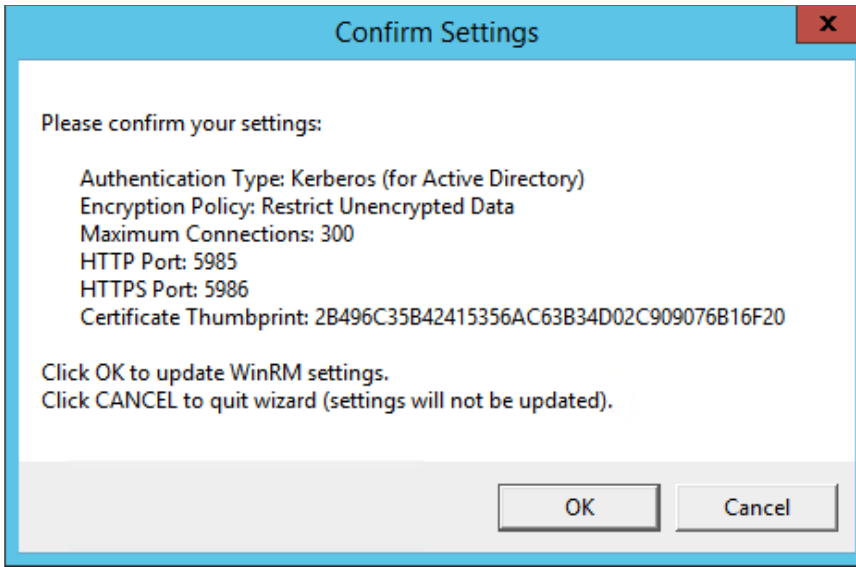 Confirm Settings
x
Please confirm your settings:
Authentication Type: Kerberos (for Active Directory)
Encryption Policy: Restrict Unencrypted Data
Maximum Connections: 300
HTTP Port: 5985
HTTPS Port: 5986
Certificate Thumbprint: 2B496C35B42415356AC63B34D02C909076B16F20
Click OK to update WinRM settings.
Click CANCEL to quit wizard (settings will not be updated).
OK Cancel